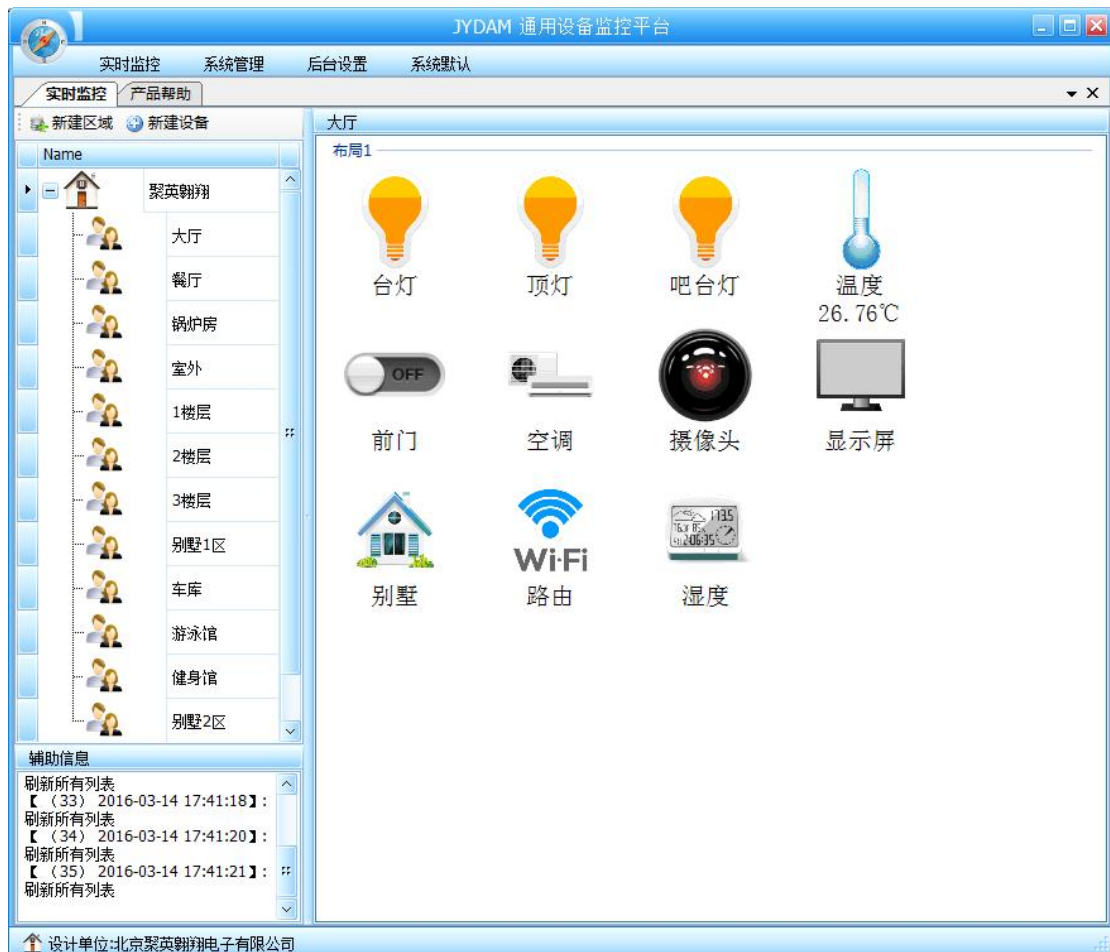 JYDAM 通用设备监控平台
实时监控 系统管理 后台设置 系统默认
实时监控 产品帮助
新建区域 新建设备
Name
聚英翱翔
大厅
餐厅
锅炉房
室外
1楼层
2楼层
3楼层
别墅1区
车库
游泳馆
健身馆
别墅2区
辅助信息
刷新所有列表
【 （33） 2016-03-14 17:41:18】:
刷新所有列表
【 （34） 2016-03-14 17:41:20】:
刷新所有列表
【 （35） 2016-03-14 17:41:21】:
刷新所有列表
大厅
布局1
台灯 顶灯 吧台灯 温度
26.76℃
OFF
前门 空调 摄像头 显示屏
Wi-Fi
别墅 路由 湿度
设计单位:北京聚英翱翔电子有限公司